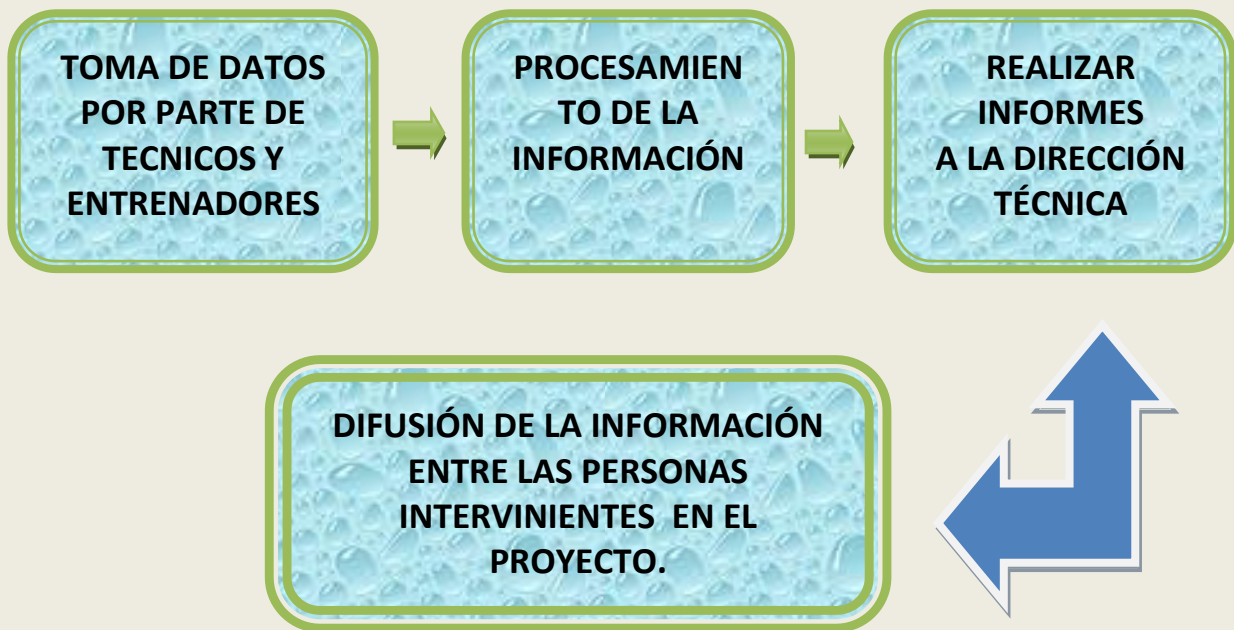 TOMA DE DATOS
POR PARTE DE
TECNICOS Y
ENTRENADORES
PROCESAMIEN
TO DE LA
INFORMACIÓN
REALIZAR
INFORMES
A LA DIRECCIÓN
TÉCNICA
DIFUSIÓN DE LA INFORMACIÓN
ENTRE LAS PERSONAS
INTERVINIENTES EN EL
PROYECTO.